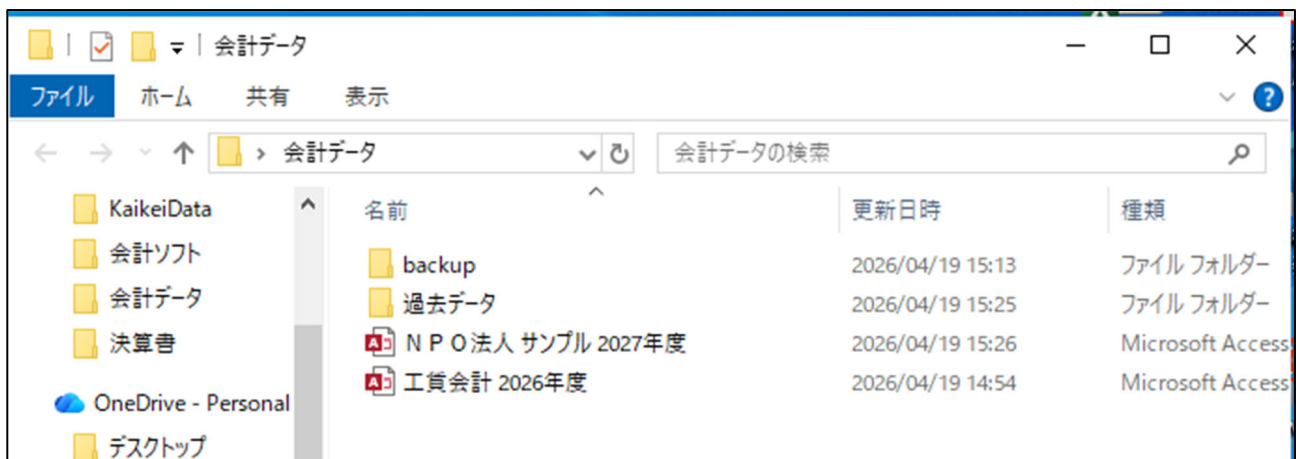 会計データ
ファイル ホーム 共有 表示
会計データ 会計データの検索
KaikeiData
会計ソフト
会計データ
決算書
OneDrive - Personal
デスクトップ
名前 更新日時 種類
backup 2026/04/19 15:13 ファイル フォルダー
過去データ 2026/04/19 15:25 ファイル フォルダー
ＮＰＯ法人 サンプル 2027年度 2026/04/19 15:26 Microsoft Access
工賃会計 2026年度 2026/04/19 14:54 Microsoft Access